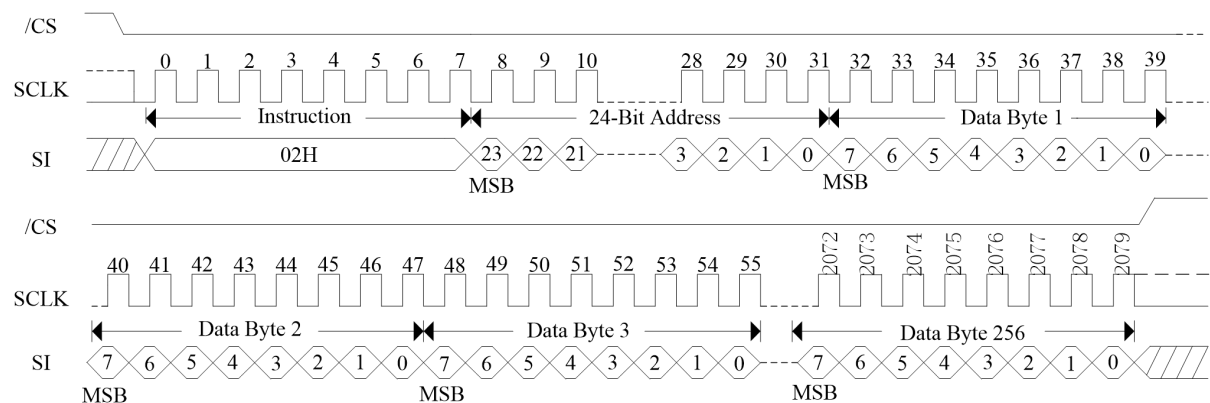 /CS
0 1 2 3 4 5 6 7 8 9 10 28 29 30 31 32 33 34 35 36 37 38 39
SCLK
Instruction 24-Bit Address Data Byte 1
SI 02H 23 22 21 3 2 1 0 7 6 5 4 3 2 1 0
MSB MSB
/CS
40 41 42 43 44 45 46 47 48 49 50 51 52 53 54 55 2072 2073 2074 2075 2076 2077 2078 2079
SCLK
Data Byte 2 Data Byte 3 Data Byte 256
SI 7 6 5 4 3 2 1 0 7 6 5 4 3 2 1 0 7 6 5 4 3 2 1 0
MSB MSB MSB